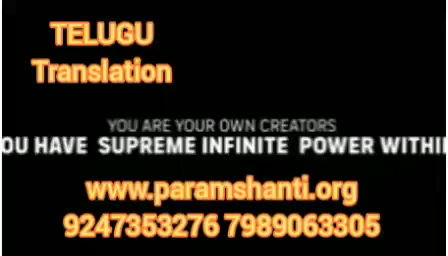 TELUGU
Translation
YOU ARE YOUR OWN CREATORS
OU HAVE SUPREME INFINITE POWER WITHI
www.paramshanti.org
9247353276 7989063305